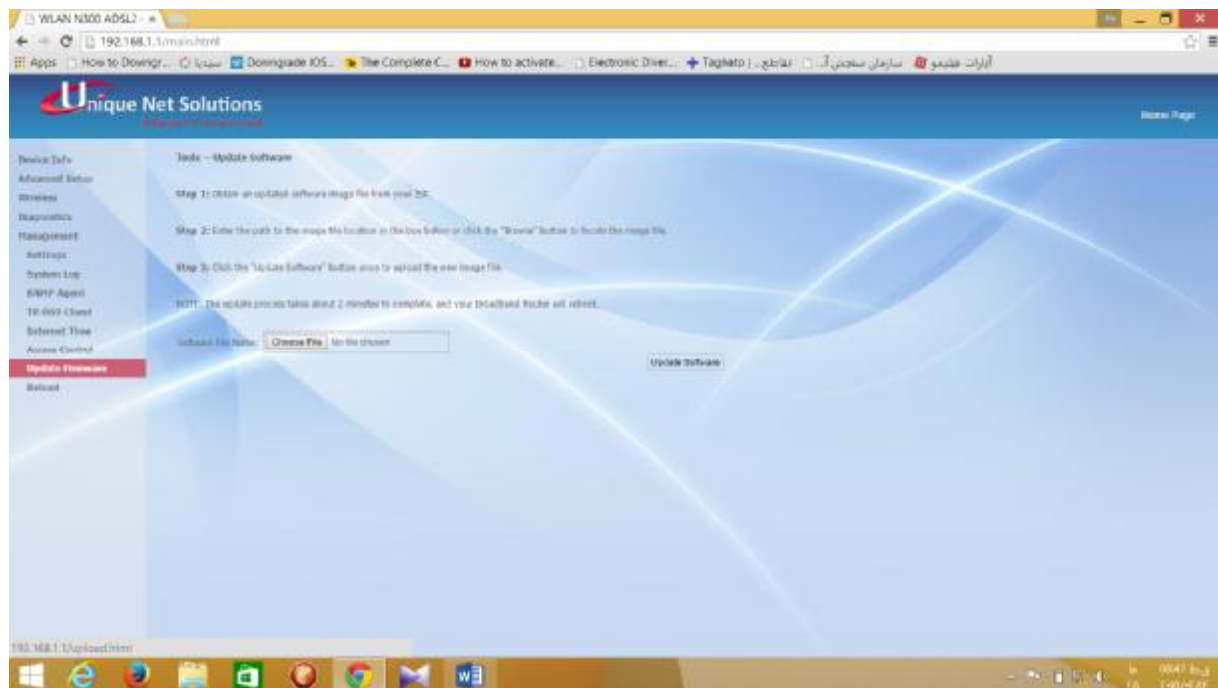 WLAN N300 ADSL2+
192.168.1.1/main.html
Apps How to Downgr... سیدیا Downgrade iOS... The Complete C... How to activate... Electronic Diver... Taghato | تقاطع... سازمان سنجش آ... آپارات
Unique Net Solutions
Home Page
Device Info
Advanced Setup
Wireless
Diagnostics
Management
Settings
System Log
SNMP Agent
TR-069 Client
Internet Time
Access Control
Update Firmware
Reboot
Tools -- Update Software
Step 1: Obtain an updated software image file from your ISP.
Step 2: Enter the path to the image file location in the box below or click the "Browse" button to locate the image file.
Step 3: Click the "Update Software" button once to upload the new image file.
NOTE: The update process takes about 2 minutes to complete, and your Broadband Router will reboot.
Software File Name: Choose File No file chosen
Update Software
192.168.1.1/upload.html